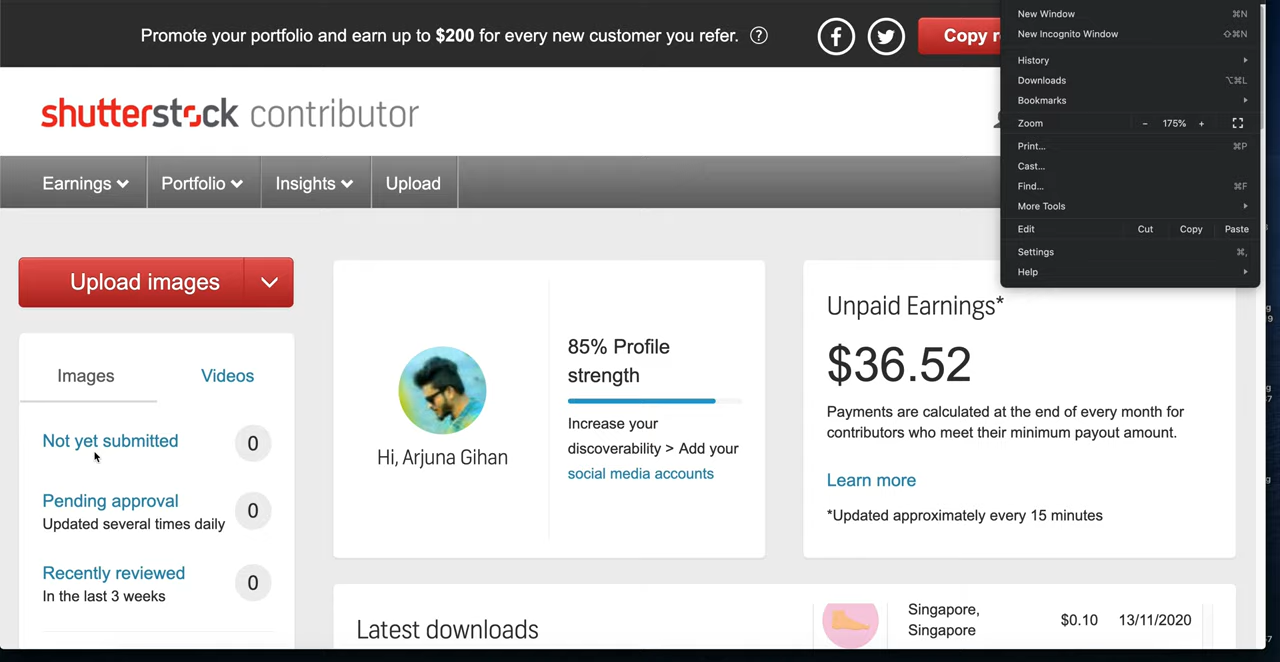 Promote your portfolio and earn up to $200 for every new customer you refer. ?
Copy r
shutterstock contributor
Earnings
Portfolio
Insights
Upload
New Window ⌘N
New Incognito Window ⇧⌘N
History
Downloads ⌥⌘L
Bookmarks
Zoom - 175% +
Print... ⌘P
Cast...
Find... ⌘F
More Tools
Edit Cut Copy Paste
Settings ⌘,
Help
Upload images
Images Videos
Not yet submitted 0
Pending approval 0
Updated several times daily
Recently reviewed 0
In the last 3 weeks
Hi, Arjuna Gihan
85% Profile
strength
Increase your
discoverability > Add your
social media accounts
Unpaid Earnings*
$36.52
Payments are calculated at the end of every month for
contributors who meet their minimum payout amount.
Learn more
*Updated approximately every 15 minutes
Latest downloads
Singapore,
Singapore
$0.10 13/11/2020